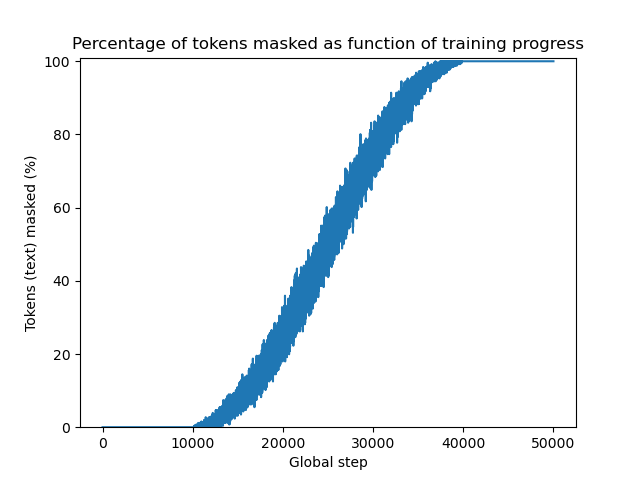 Percentage of tokens masked as function of training progress
100
80
60
40
20
0
Tokens (text) masked (%)
0 10000 20000 30000 40000 50000
Global step